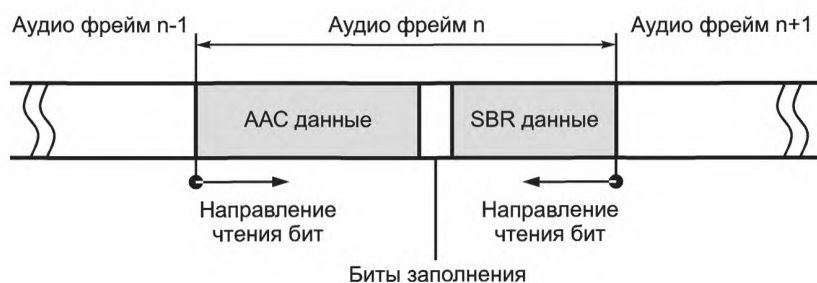 Аудио фрейм n-1
Аудио фрейм n
Аудио фрейм n+1
AAC данные
SBR данные
Направление
чтения бит
Направление
чтения бит
Биты заполнения